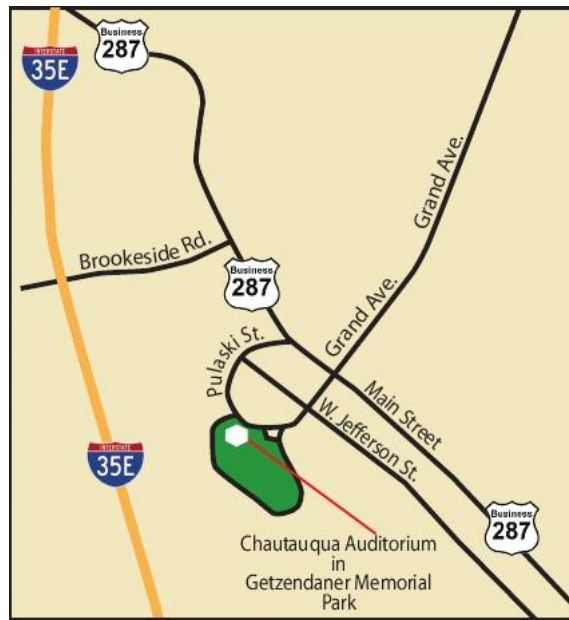 Business
287
INTERSTATE
35E
Grand Ave.
Brookeside Rd.
Business
287
Grand Ave.
Pulaski St.
Main Street
W. Jefferson St.
INTERSTATE
35E
Business
287
Chautauqua Auditorium
in
Getzendaner Memorial
Park